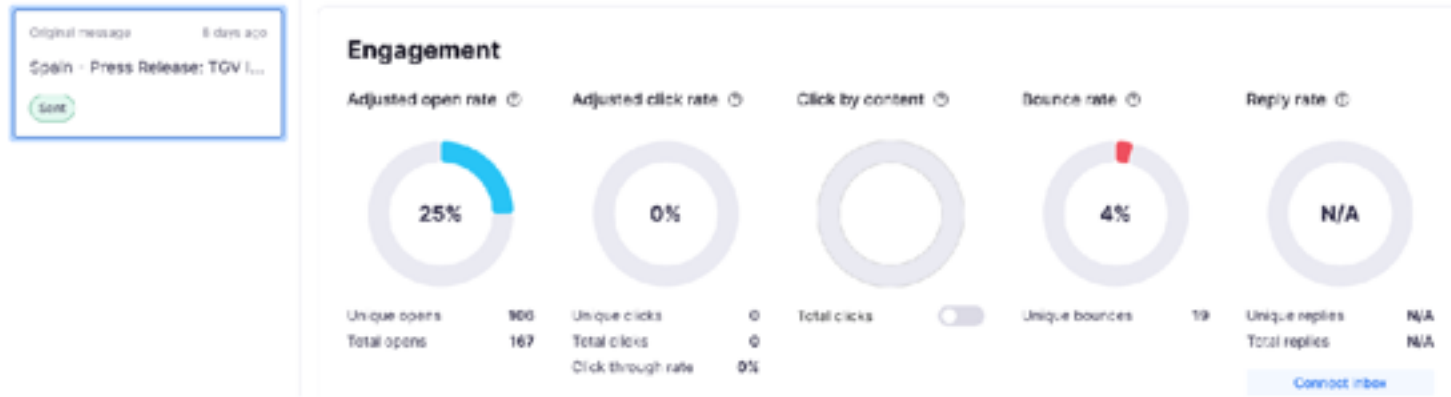 Original message 8 days ago
Spain - Press Release: TGV I...
Sent
Engagement
Adjusted open rate
Adjusted click rate
Click by content
Bounce rate
Reply rate
25%
0%
4%
N/A
Unique opens
Total opens 167
Unique clicks 0
Total clicks 0
Click through rate 0%
Total clicks
Unique bounces 19
Unique replies N/A
Total replies N/A
Connect inbox